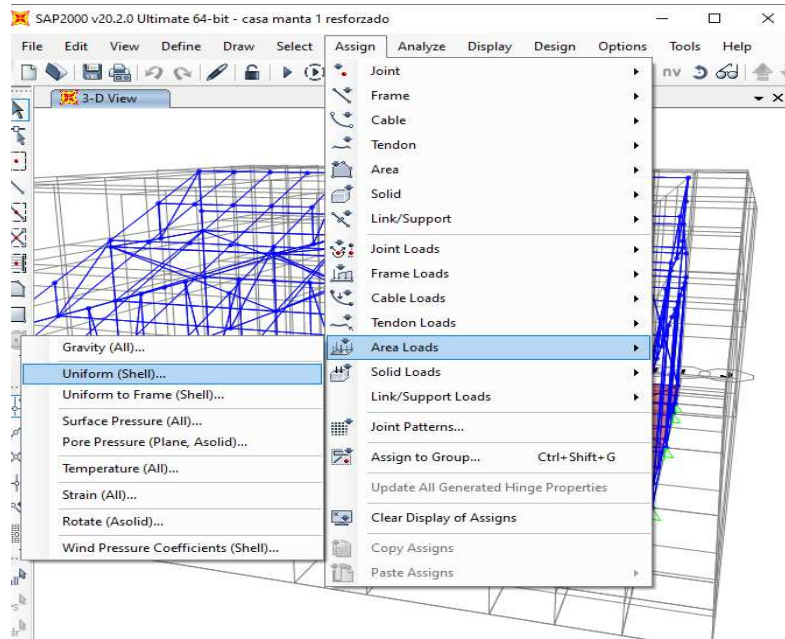 SAP2000 v20.2.0 Ultimate 64-bit - casa manta 1 resforzado
File Edit View Define Draw Select Assign Analyze Display Design Options Tools Help
nv
3-D View
Joint
Frame
Cable
Tendon
Area
Solid
Link/Support
Joint Loads
Frame Loads
Cable Loads
Tendon Loads
Area Loads
Solid Loads
Link/Support Loads
Joint Patterns...
Assign to Group... Ctrl+Shift+G
Update All Generated Hinge Properties
Clear Display of Assigns
Copy Assigns
Paste Assigns
Gravity (All)...
Uniform (Shell)...
Uniform to Frame (Shell)...
Surface Pressure (All)...
Pore Pressure (Plane, Asolid)...
Temperature (All)...
Strain (All)...
Rotate (Asolid)...
Wind Pressure Coefficients (Shell)...